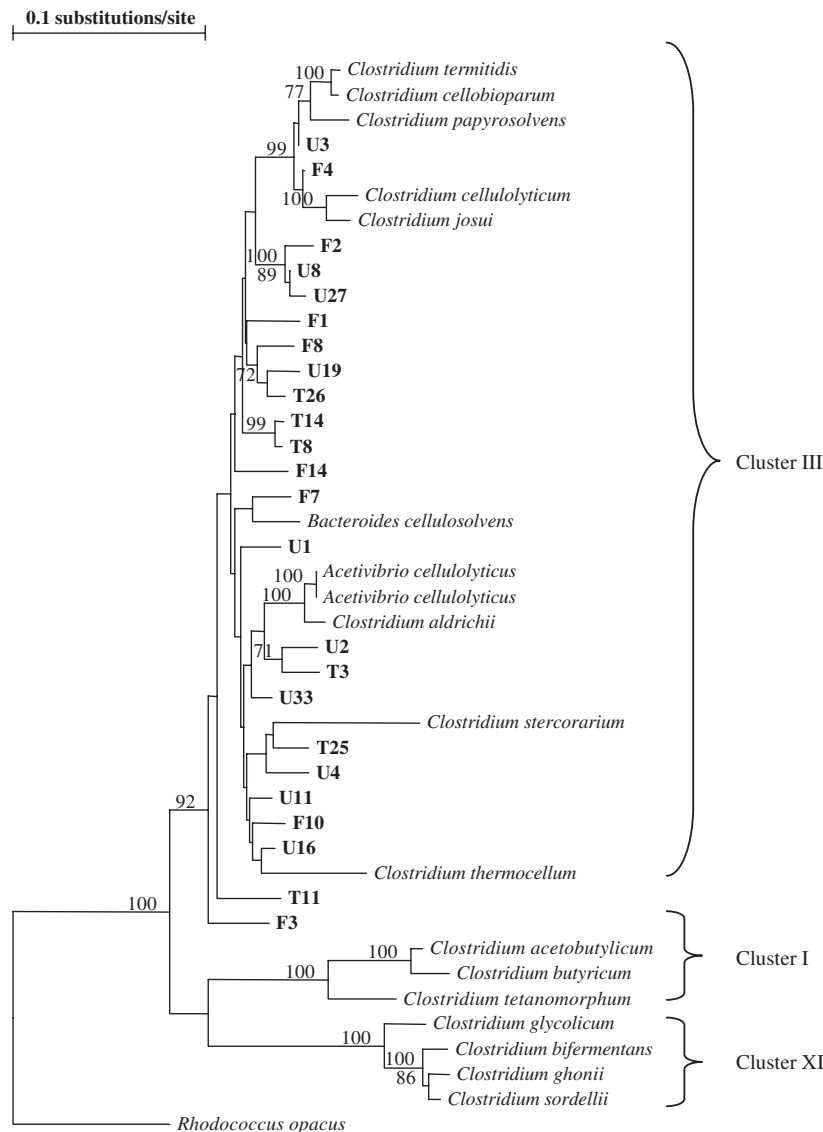 0.1 substitutions/site
100 Clostridium termitidis
77 Clostridium cellobioparum
Clostridium papyrosolvens
99 U3
F4
100 Clostridium cellulolyticum
Clostridium josui
100 F2
89 U8
U27
F1
F8
72 U19
T26
99 T14
T8
F14
Cluster III
F7
Bacteroides cellulosolvens
U1
100 Acetivibrio cellulolyticus
100 Acetivibrio cellulolyticus
Clostridium aldrichii
71 U2
T3
U33
Clostridium stercorarium
T25
U4
92 U11
F10
U16
Clostridium thermocellum
T11
100 F3
100 Clostridium acetobutylicum
Cluster I
100 Clostridium butyricum
Clostridium tetanomorphum
100 Clostridium glycolicum
100 Clostridium bifermentans
Cluster XI
86 Clostridium ghonii
Clostridium sordellii
Rhodococcus opacus